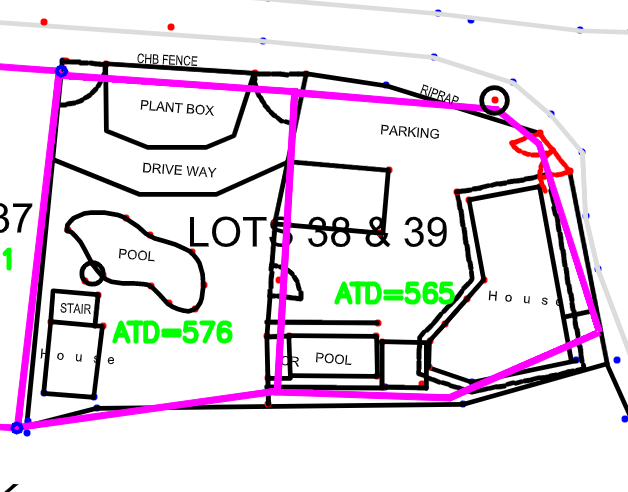 CHB FENCE
RIPRAP
PLANT BOX
PARKING
DRIVE WAY
37
LOTS 38 & 39
1
POOL
ATD=565
House
STAIR
ATD=576
House
CR
POOL